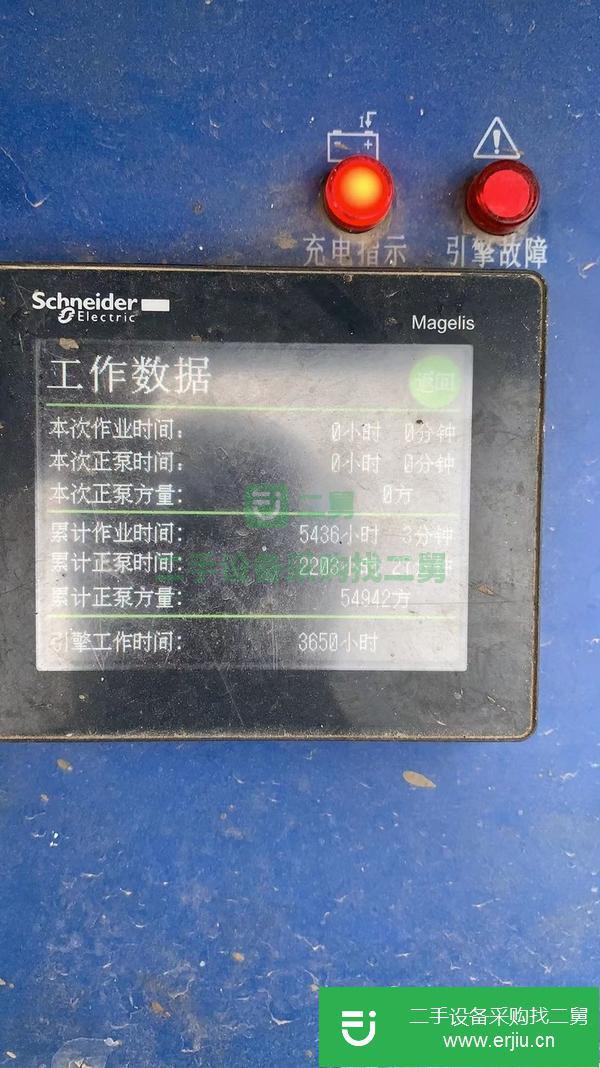 充电指示
引擎故障
Schneider
Electric
Magelis
工作数据
返回
本次作业时间： 0小时 0分钟
本次正泵时间： 0小时 0分钟
本次正泵方量： 0方
二舅
累计作业时间： 5436小时 3分钟
累计正泵时间： 2203小时
二手设备采购找二舅
累计正泵方量： 54942方
引擎工作时间： 3650小时
二手设备采购找二舅
www.erjiu.cn